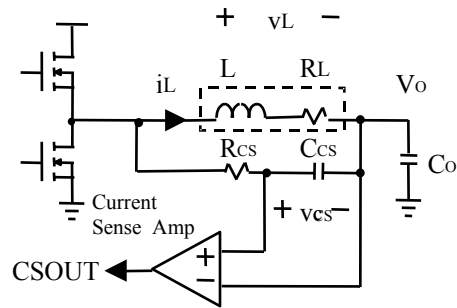 + vL −
iL L RL VO
RCS CCS CO
Current
Sense Amp
+ vcs −
CSOUT
+
−